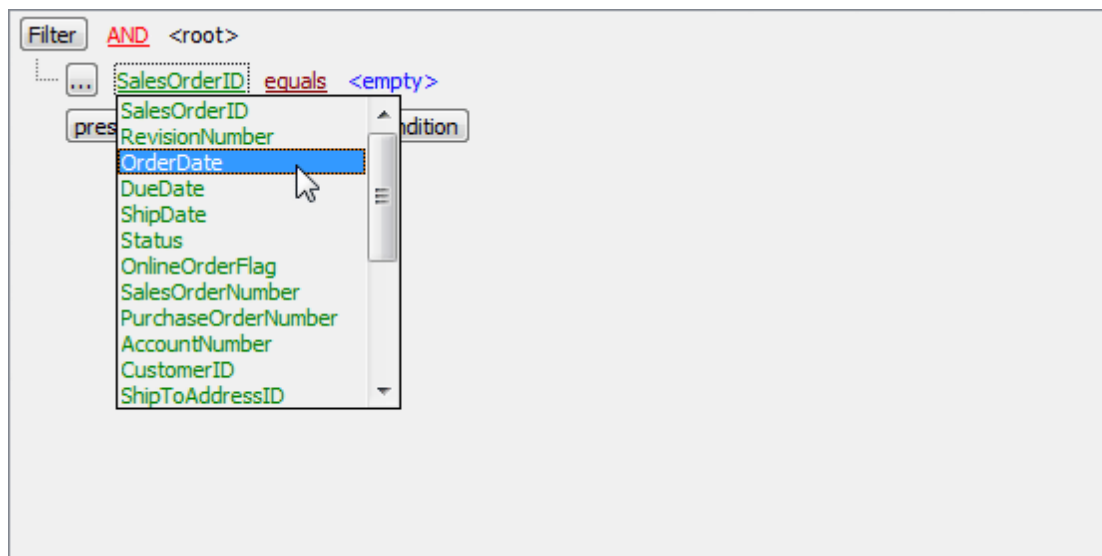 Filter AND <root>
... SalesOrderID equals <empty>
SalesOrderID
pres ndition
RevisionNumber
OrderDate
DueDate
ShipDate
Status
OnlineOrderFlag
SalesOrderNumber
PurchaseOrderNumber
AccountNumber
CustomerID
ShipToAddressID